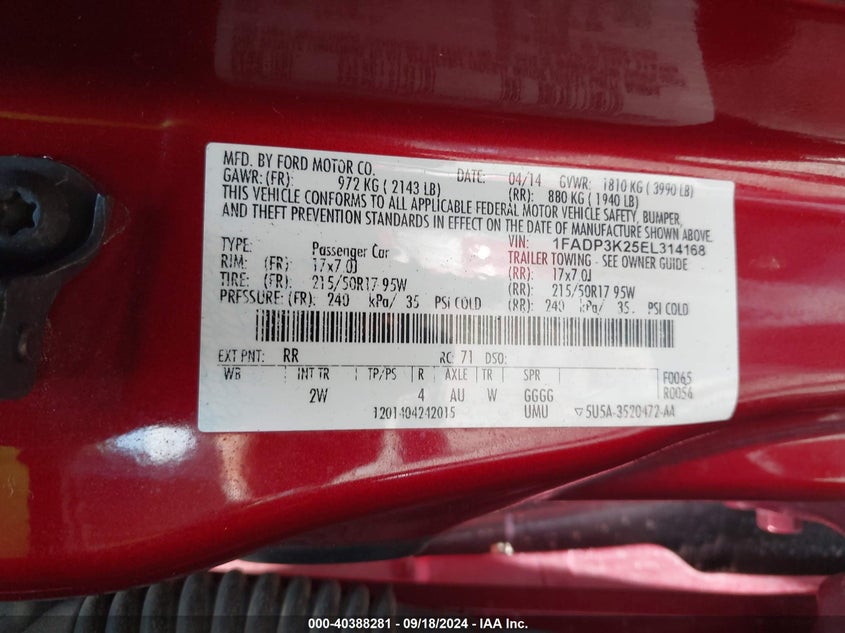 MFD. BY FORD MOTOR CO. DATE: 04/14 GVWR: 1810 KG ( 3990 LB)
GAWR: (FR): 972 KG ( 2143 LB) (RR): 880 KG ( 1940 LB)
THIS VEHICLE CONFORMS TO ALL APPLICABLE FEDERAL MOTOR VEHICLE SAFETY, BUMPER,
AND THEFT PREVENTION STANDARDS IN EFFECT ON THE DATE OF MANUFACTURE SHOWN ABOVE.
VIN: 1FADP3K25EL314168
TYPE: Passenger Car TRAILER TOWING - SEE OWNER GUIDE
RIM: (FR): 17x7.0J (RR): 17x7.0J
TIRE: (FR): 215/50R17 95W (RR): 215/50R17 95W
PRESSURE: (FR): 240 kPa/ 35 PSI COLD (RR): 240 kPa/ 35. PSI COLD
EXT PNT: RR RC: 71 DSO:
WB INT TR TP/PS R AXLE TR SPR F0065
2W 4 AU W GGGG R0056
1201404242015 UMU ▽5U5A-3520472-AA
000-40388281 - 09/18/2024 - IAA Inc.